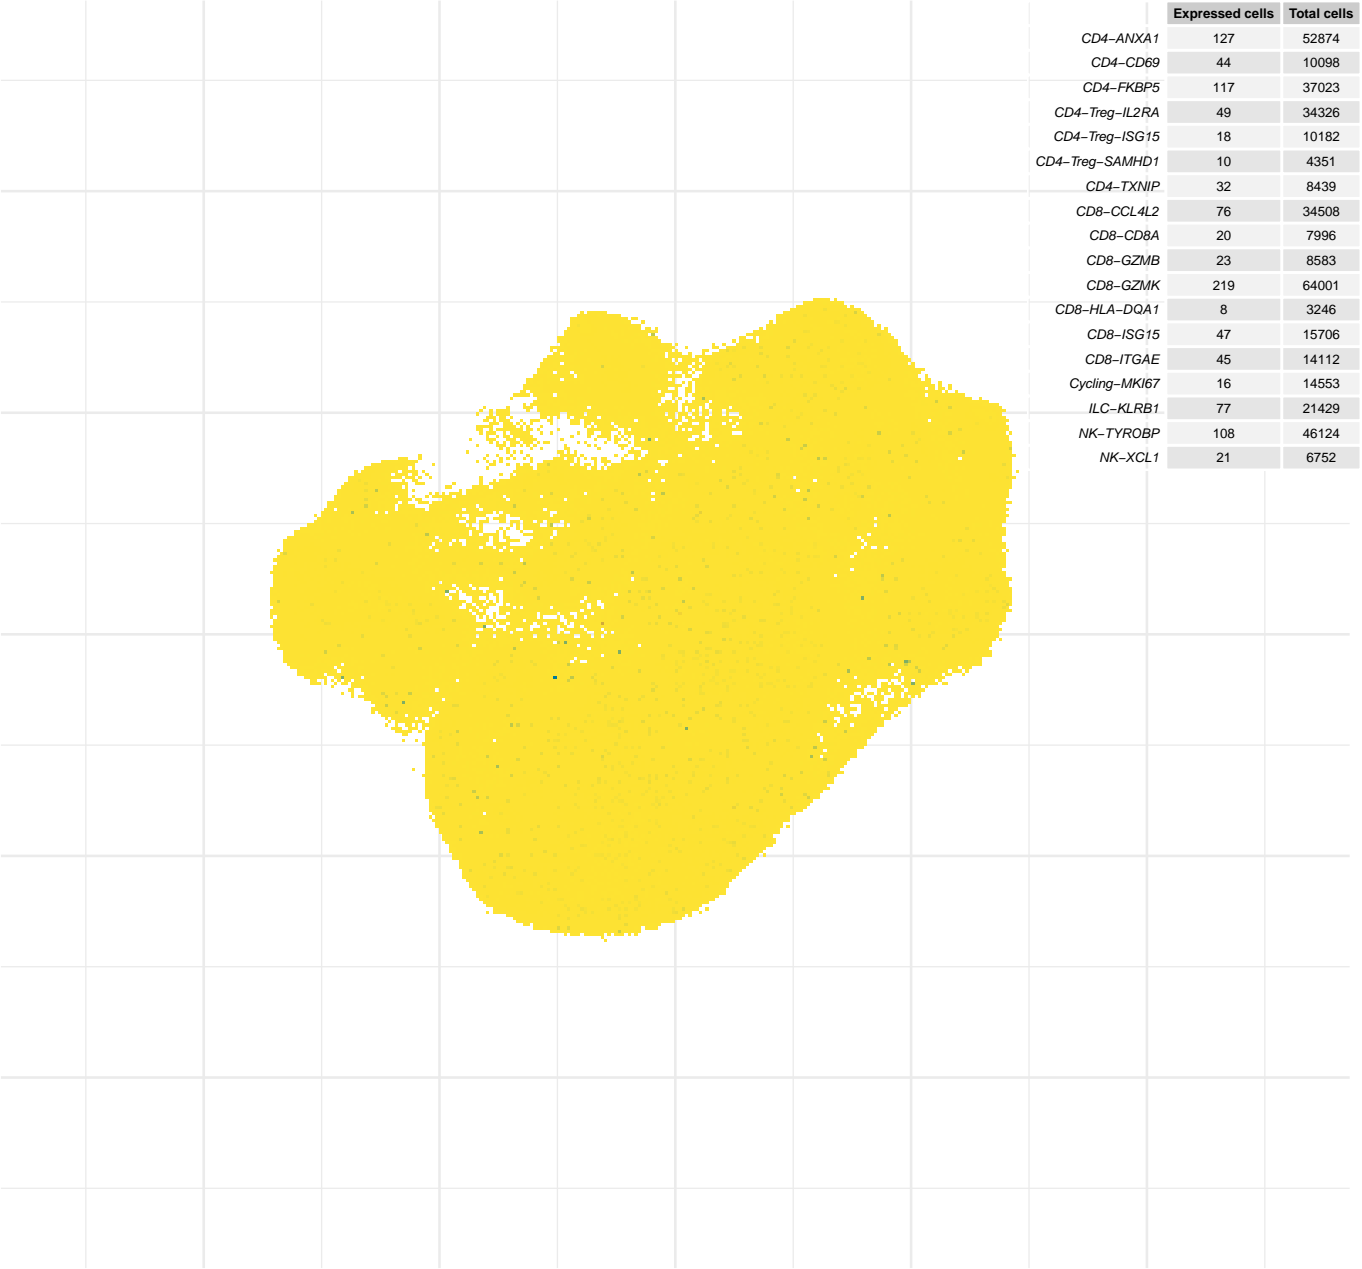 Expressed cells Total cells
CD4−ANXA1 127 52874
CD4−CD69 44 10098
CD4−FKBP5 117 37023
CD4−Treg−IL2RA 49 34326
CD4−Treg−ISG15 18 10182
CD4−Treg−SAMHD1 10 4351
CD4−TXNIP 32 8439
CD8−CCL4L2 76 34508
CD8−CD8A 20 7996
CD8−GZMB 23 8583
CD8−GZMK 219 64001
CD8−HLA−DQA1 8 3246
CD8−ISG15 47 15706
CD8−ITGAE 45 14112
Cycling−MKI67 16 14553
ILC−KLRB1 77 21429
NK−TYROBP 108 46124
NK−XCL1 21 6752